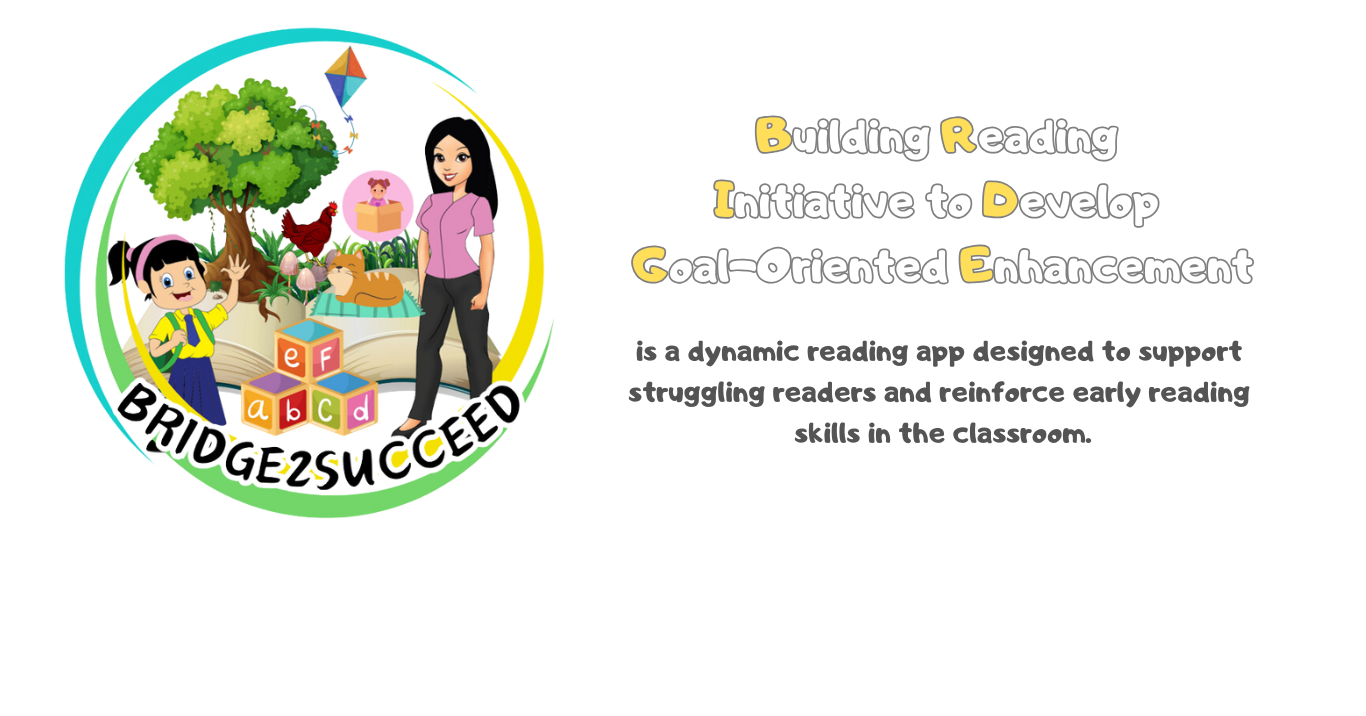 e F
a b C d
BRIDGE2SUCCEED
Building Reading
Initiative to Develop
Goal-Oriented Enhancement
is a dynamic reading app designed to support
struggling readers and reinforce early reading
skills in the classroom.